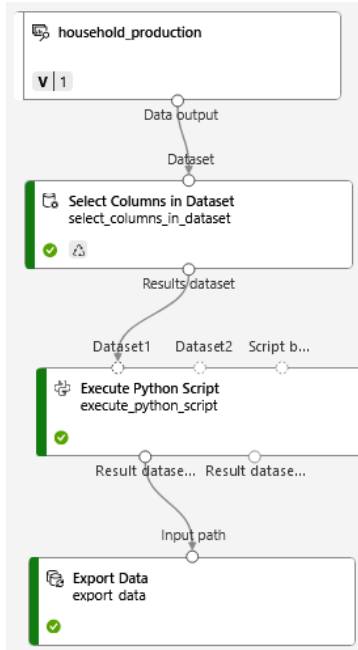 household_production
V | 1
Data output
Dataset
Select Columns in Dataset
select_columns_in_dataset
Results dataset
Dataset1 Dataset2 Script b...
Execute Python Script
execute_python_script
Result datase... Result datase...
Input path
Export Data
export data